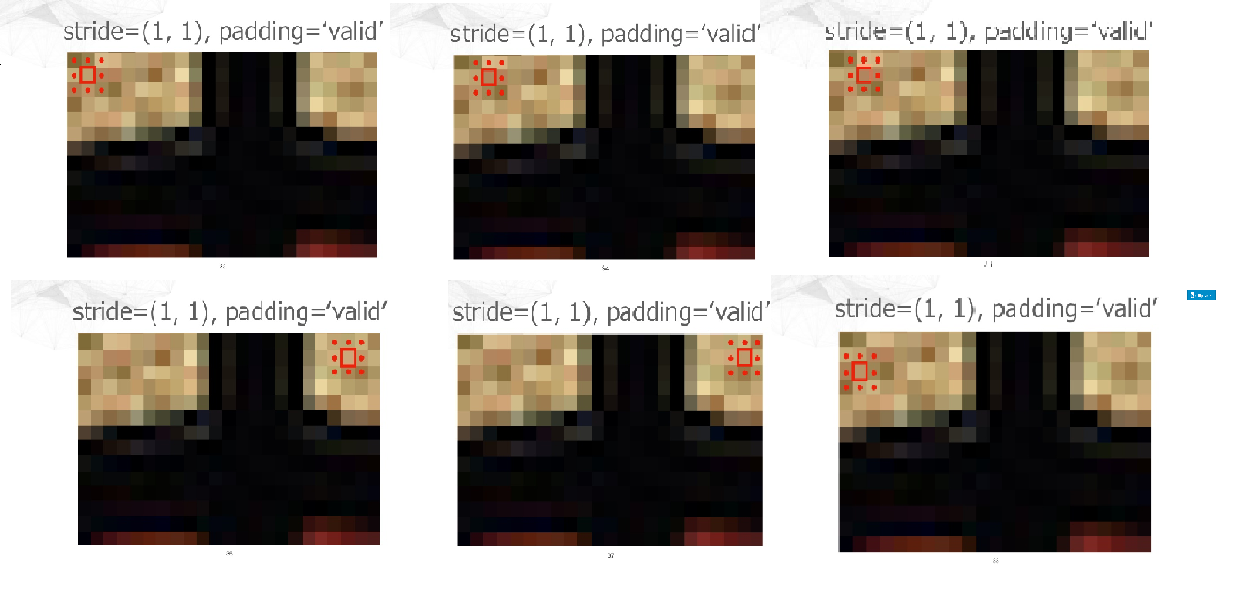 stride=(1, 1), padding='valid'
stride=(1, 1), padding='valid'
stride=(1, 1), padding='valid'
stride=(1, 1), padding='valid'
stride=(1, 1), padding='valid'
stride=(1, 1), padding='valid'
37